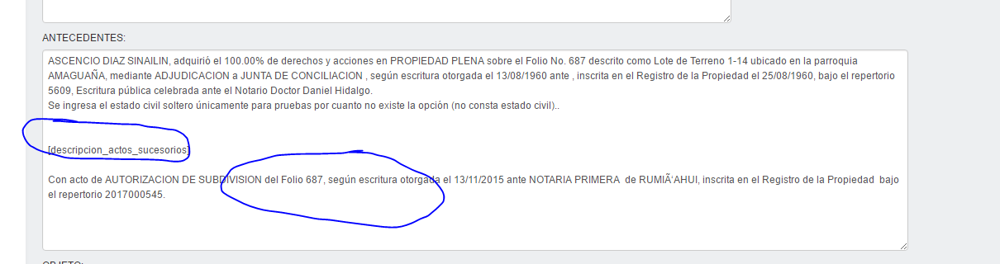 ANTECEDENTES:
ASCENCIO DIAZ SINAILIN, adquirió el 100.00% de derechos y acciones en PROPIEDAD PLENA sobre el Folio No. 687 descrito como Lote de Terreno 1-14 ubicado en la parroquia
AMAGUAÑA, mediante ADJUDICACION a JUNTA DE CONCILIACION , según escritura otorgada el 13/08/1960 ante , inscrita en el Registro de la Propiedad el 25/08/1960, bajo el repertorio
5609, Escritura pública celebrada ante el Notario Doctor Daniel Hidalgo.
Se ingresa el estado civil soltero únicamente para pruebas por cuanto no existe la opción (no consta estado civil)..
[descripcion_actos_sucesorios]
Con acto de AUTORIZACION DE SUBDIVISION del Folio 687, según escritura otorgada el 13/11/2015 ante NOTARIA PRIMERA  de RUMIÃ‘AHUI, inscrita en el Registro de la Propiedad  bajo
el repertorio 2017000545.
OBJETO: